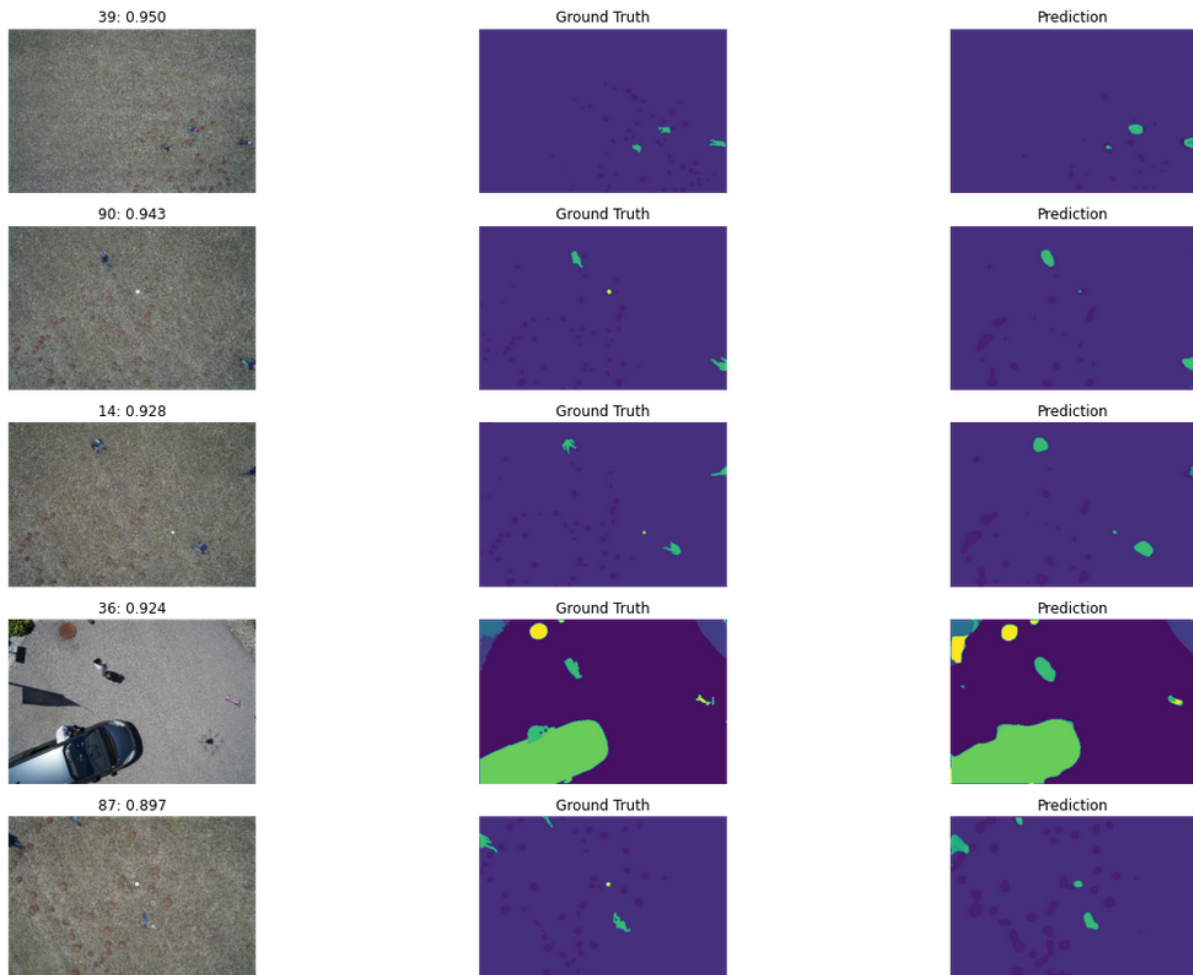 39: 0.950 Ground Truth Prediction
90: 0.943 Ground Truth Prediction
14: 0.928 Ground Truth Prediction
36: 0.924 Ground Truth Prediction
87: 0.897 Ground Truth Prediction